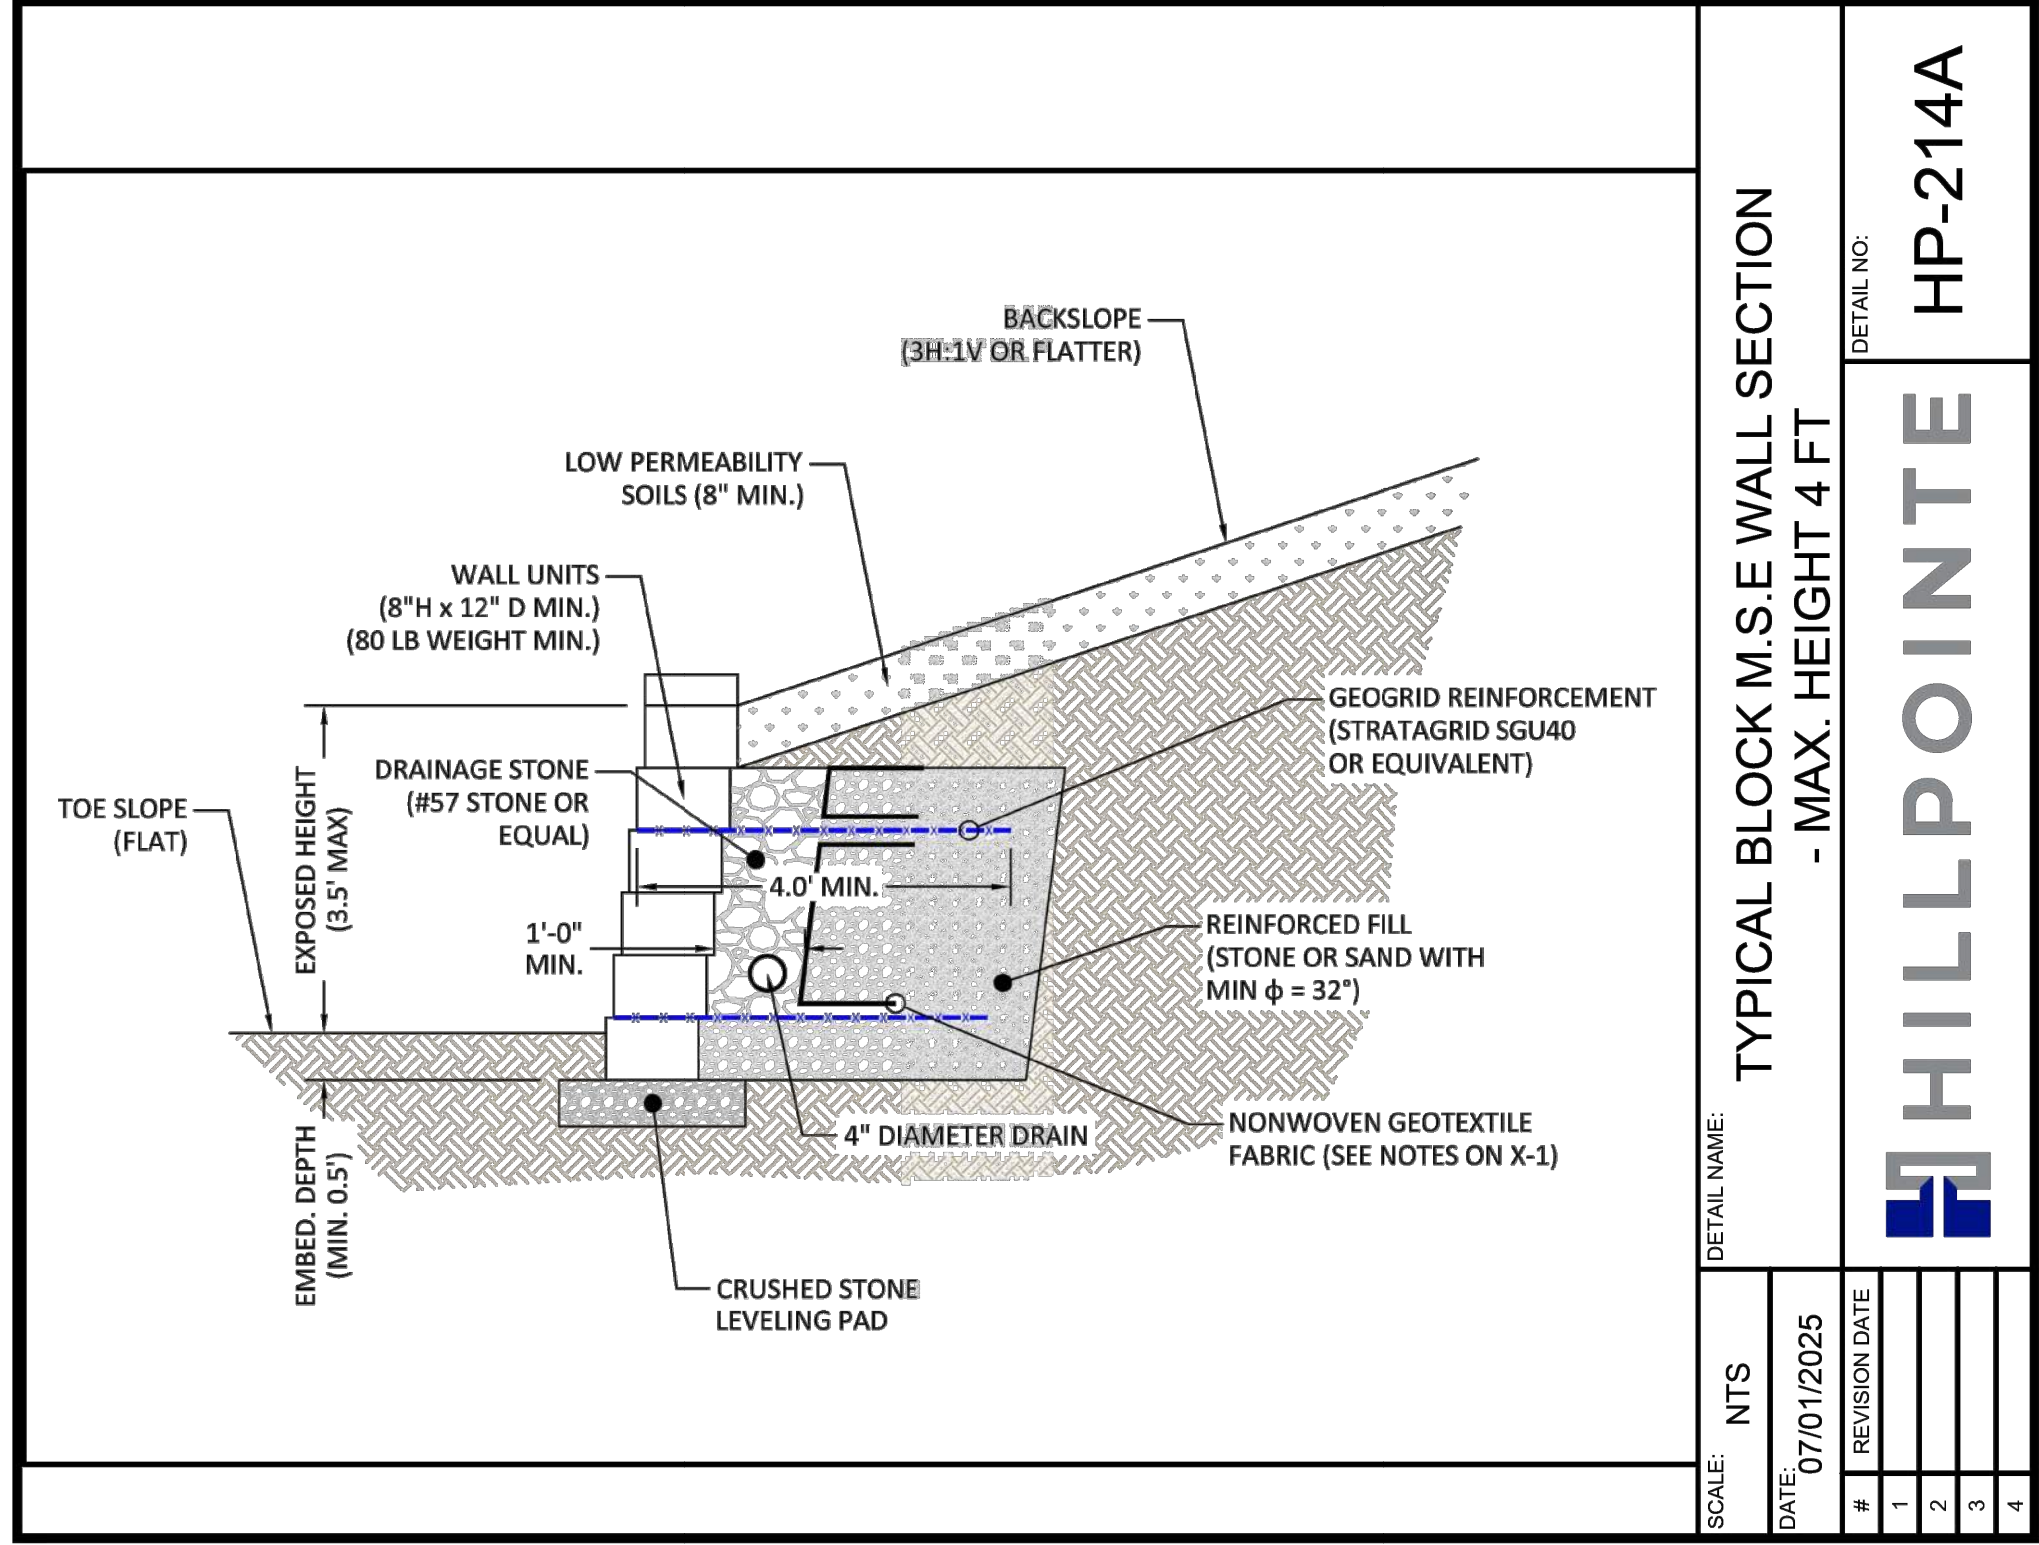 BACKSLOPE
(3H:1V OR FLATTER)
LOW PERMEABILITY
SOILS (8" MIN.)
WALL UNITS
(8"H x 12" D MIN.)
(80 LB WEIGHT MIN.)
GEOGRID REINFORCEMENT
(STRATAGRID SGU40
OR EQUIVALENT)
DRAINAGE STONE
(#57 STONE OR
EQUAL)
TOE SLOPE
(FLAT)
EXPOSED HEIGHT
(3.5' MAX)
4.0' MIN.
1'-0"
MIN.
REINFORCED FILL
(STONE OR SAND WITH
MIN ϕ = 32°)
NONWOVEN GEOTEXTILE
FABRIC (SEE NOTES ON X-1)
4" DIAMETER DRAIN
EMBED. DEPTH
(MIN. 0.5')
CRUSHED STONE
LEVELING PAD
SCALE:
NTS
DATE:
07/01/2025
DETAIL NAME:
TYPICAL BLOCK M.S.E WALL SECTION
- MAX. HEIGHT 4 FT
# REVISION DATE
1
2
3
4
HILLPOINTE
DETAIL NO:
HP-214A